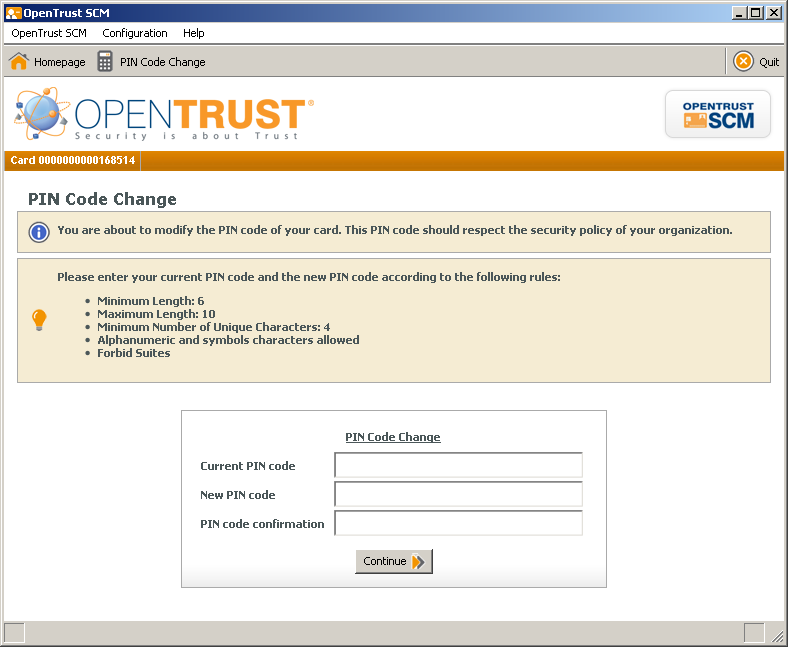 OpenTrust SCM
OpenTrust SCM Configuration Help
Homepage PIN Code Change Quit
OPENTRUST®
Security is about Trust
OPENTRUST
SCM
Card 0000000000168514
PIN Code Change
You are about to modify the PIN code of your card. This PIN code should respect the security policy of your organization.
Please enter your current PIN code and the new PIN code according to the following rules:
• Minimum Length: 6
• Maximum Length: 10
• Minimum Number of Unique Characters: 4
• Alphanumeric and symbols characters allowed
• Forbid Suites
PIN Code Change
Current PIN code
New PIN code
PIN code confirmation
Continue